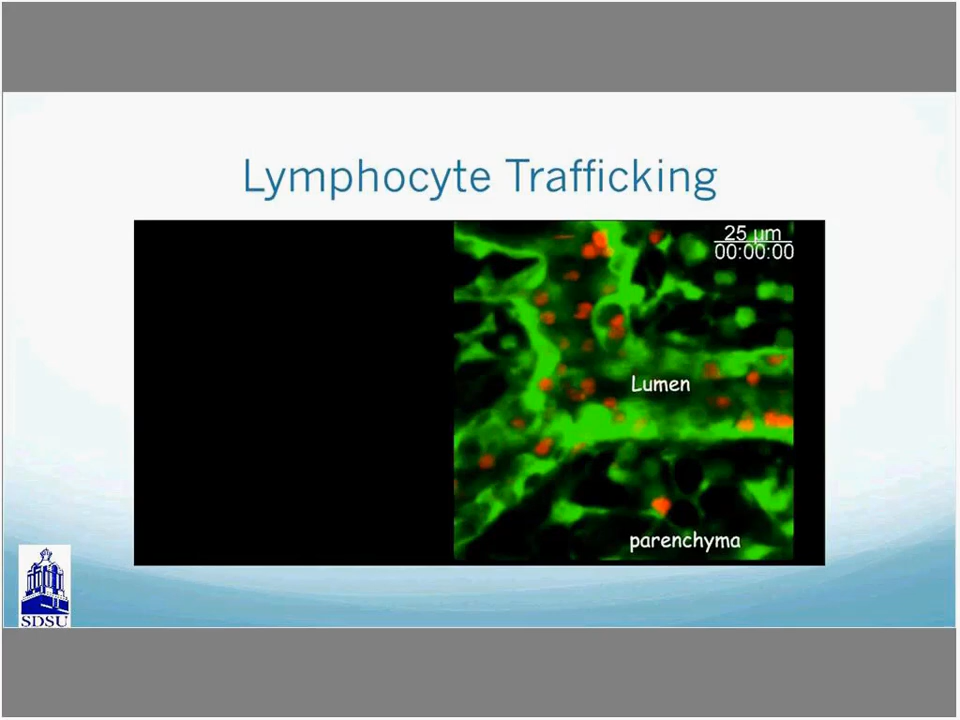 Lymphocyte Trafficking
25 µm
00:00:00
Lumen
parenchyma
SDSU